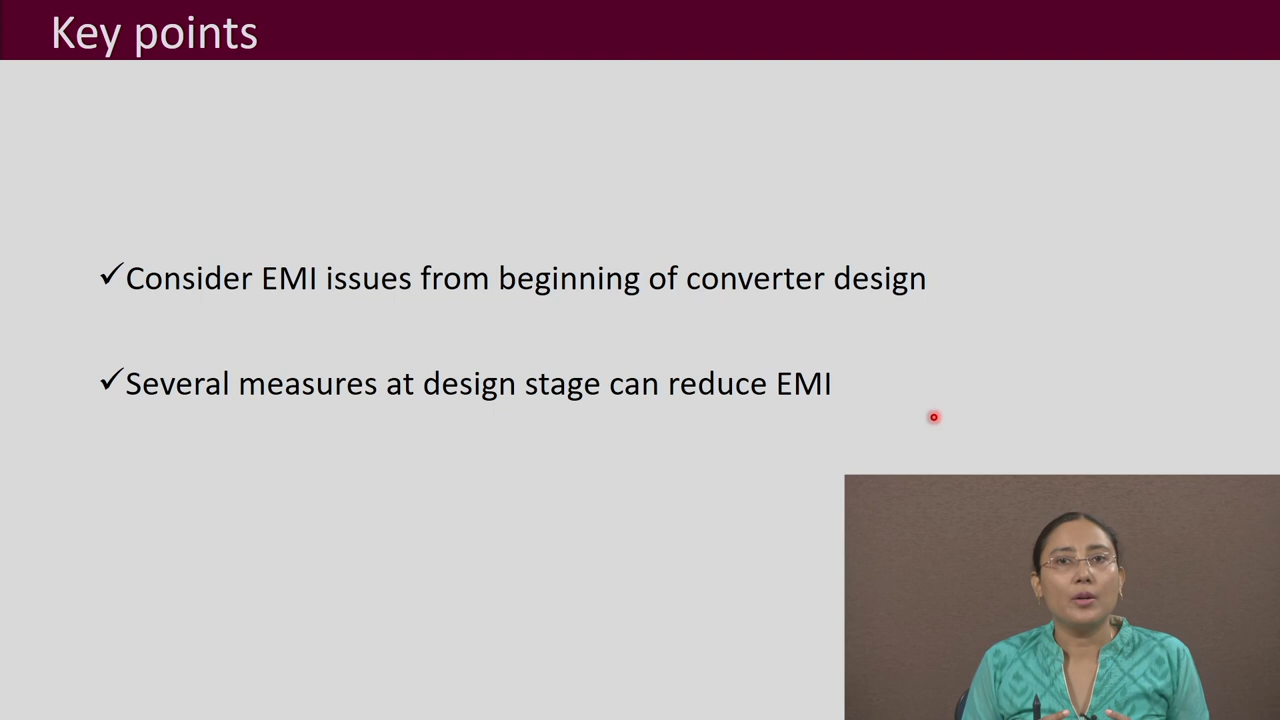 Key points
✓Consider EMI issues from beginning of converter design
✓Several measures at design stage can reduce EMI